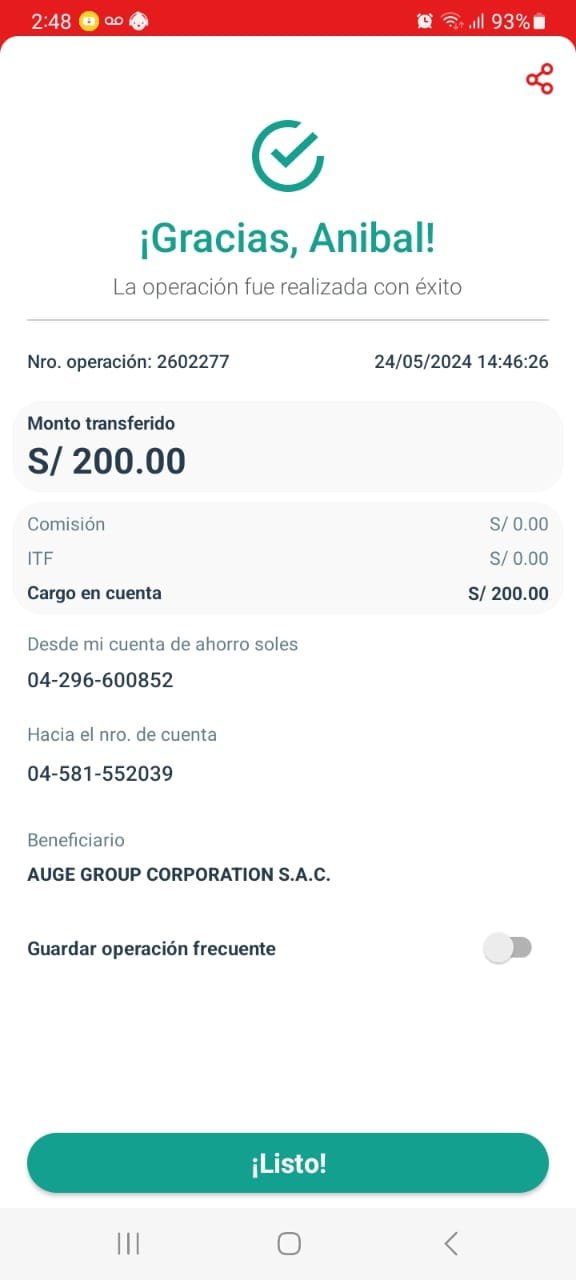 2:48 93%
¡Gracias, Anibal!
La operación fue realizada con éxito
Nro. operación: 2602277 24/05/2024 14:46:26
Monto transferido
S/ 200.00
Comisión S/ 0.00
ITF S/ 0.00
Cargo en cuenta S/ 200.00
Desde mi cuenta de ahorro soles
04-296-600852
Hacia el nro. de cuenta
04-581-552039
Beneficiario
AUGE GROUP CORPORATION S.A.C.
Guardar operación frecuente
¡Listo!